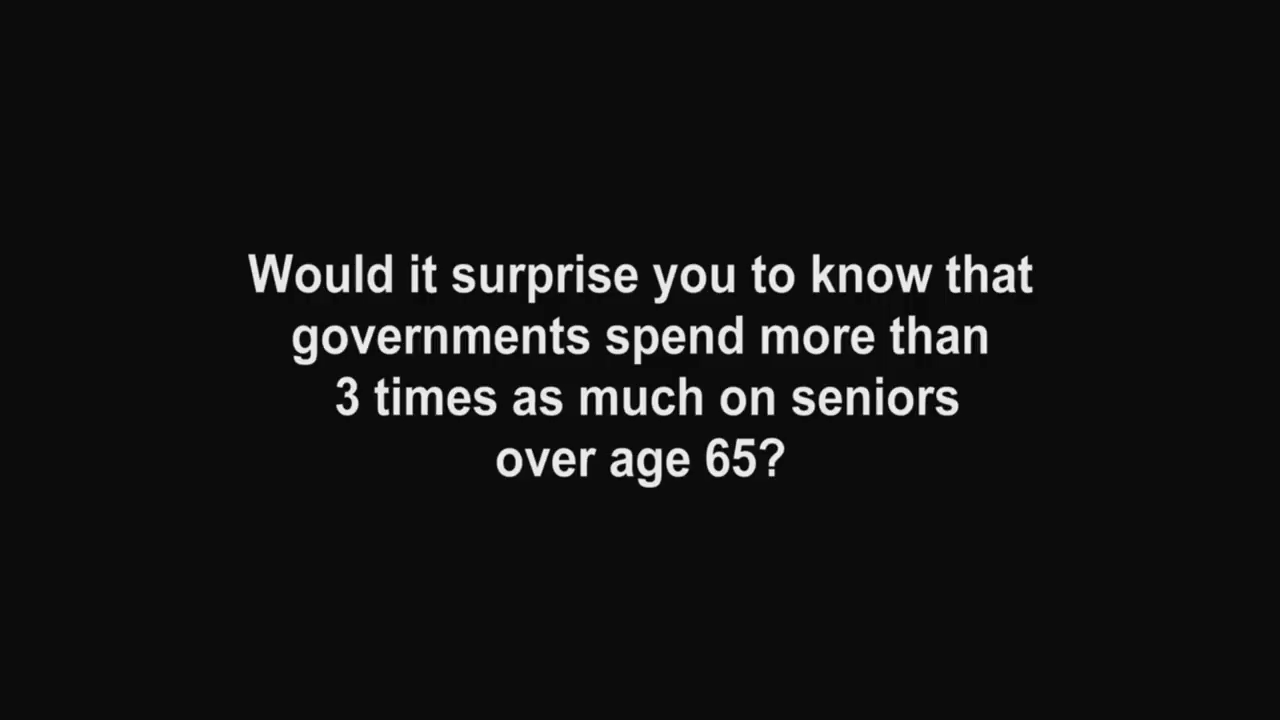 Would it surprise you to know that
governments spend more than
3 times as much on seniors
over age 65?